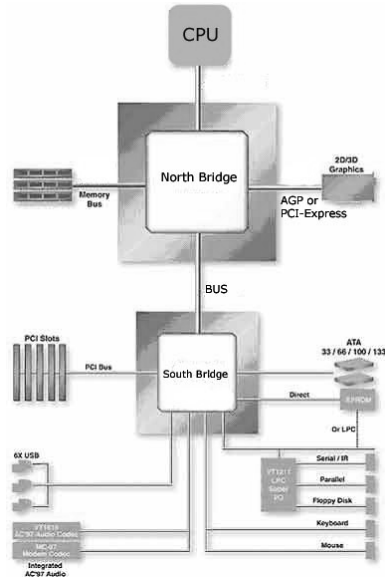 CPU
North Bridge
2D/3D
Graphics
Memory
Bus
AGP or
PCI-Express
BUS
PCI Slots
PCI Bus
South Bridge
ATA
33 / 66 / 100 / 133
Direct
EPROM
Or LPC
6X USB
VT1211
LPC
Super
I/O
Serial / IR
Parallel
Floppy Disk
VT1616
AC'97 Audio Codec
MC-97
Modem Codec
Integrated
AC'97 Audio
Keyboard
Mouse